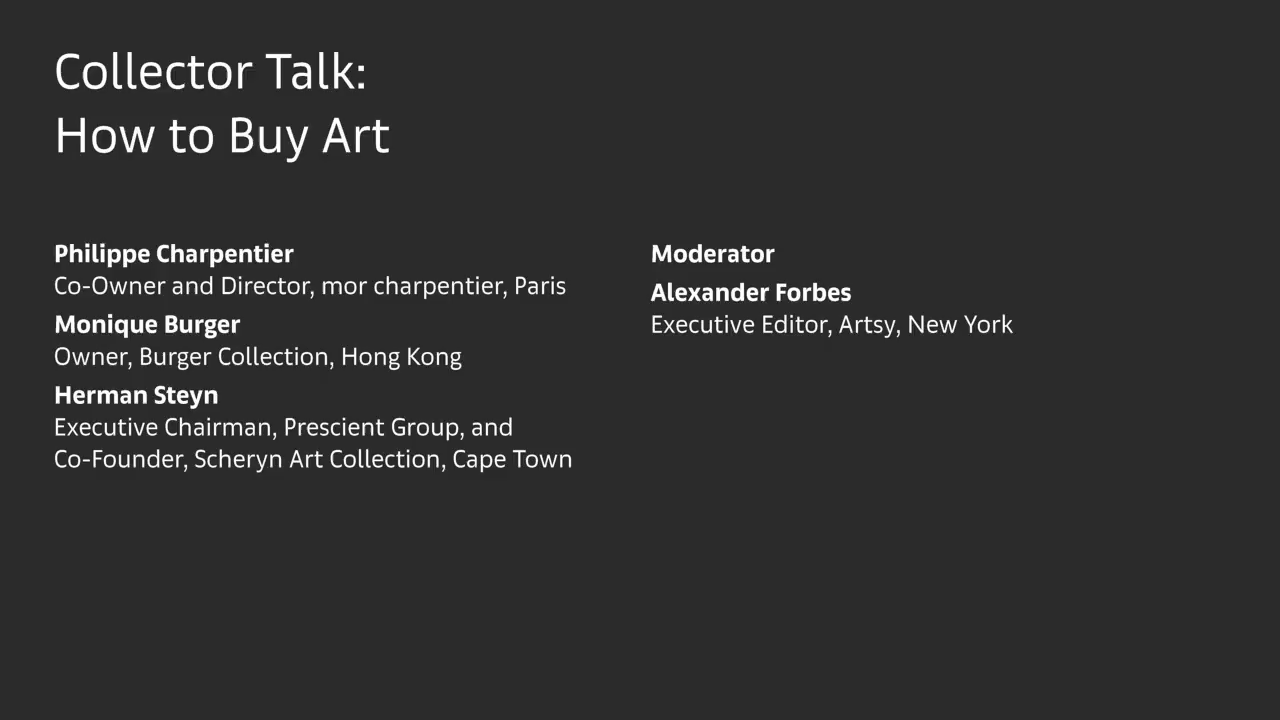 Collector Talk:
How to Buy Art
Philippe Charpentier
Co-Owner and Director, mor charpentier, Paris
Monique Burger
Owner, Burger Collection, Hong Kong
Herman Steyn
Executive Chairman, Prescient Group, and
Co-Founder, Scheryn Art Collection, Cape Town
Moderator
Alexander Forbes
Executive Editor, Artsy, New York